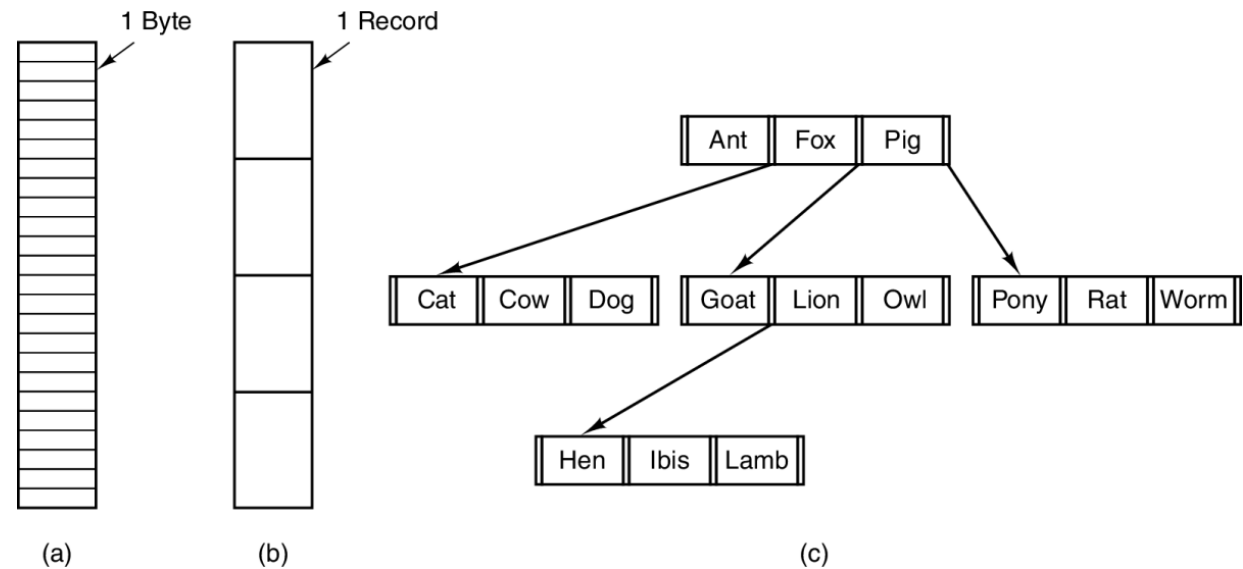 1 Byte 1 Record
Ant Fox Pig
Cat Cow Dog Goat Lion Owl Pony Rat Worm
Hen Ibis Lamb
(a) (b) (c)